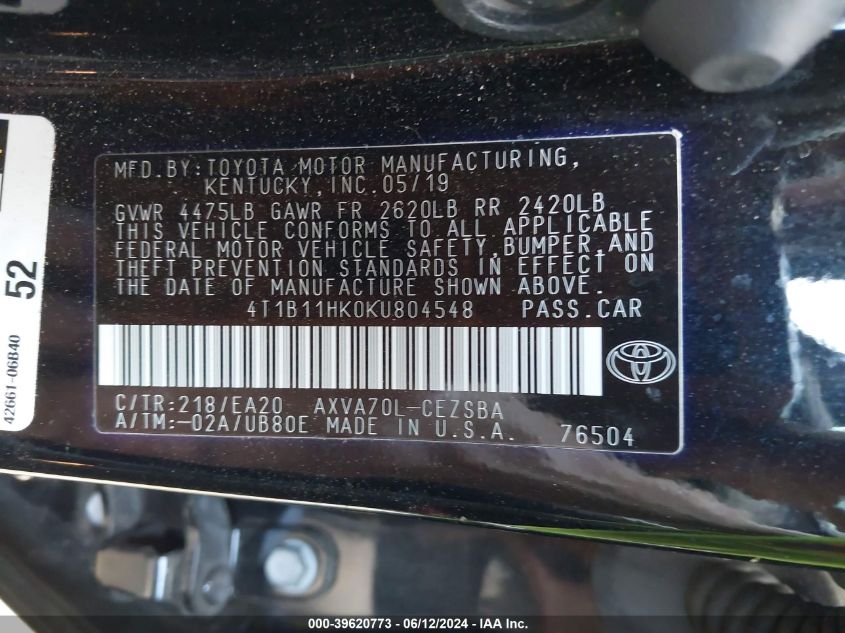 MFD.BY:TOYOTA MOTOR MANUFACTURING,
KENTUCKY,INC.05/19
GVWR 4475LB GAWR FR 2620LB RR 2420LB
THIS VEHICLE CONFORMS TO ALL APPLICABLE
FEDERAL MOTOR VEHICLE SAFETY,BUMPER,AND
THEFT PREVENTION STANDARDS IN EFFECT ON
THE DATE OF MANUFACTURE SHOWN ABOVE.
4T1B11HK0KU804548 PASS.CAR
C/TR:218/EA20 AXVA70L-CEZSBA
A/TM:-02A/UB80E MADE IN U.S.A. 76504
52
42661-06B40
000-39620773 - 06/12/2024 - IAA Inc.